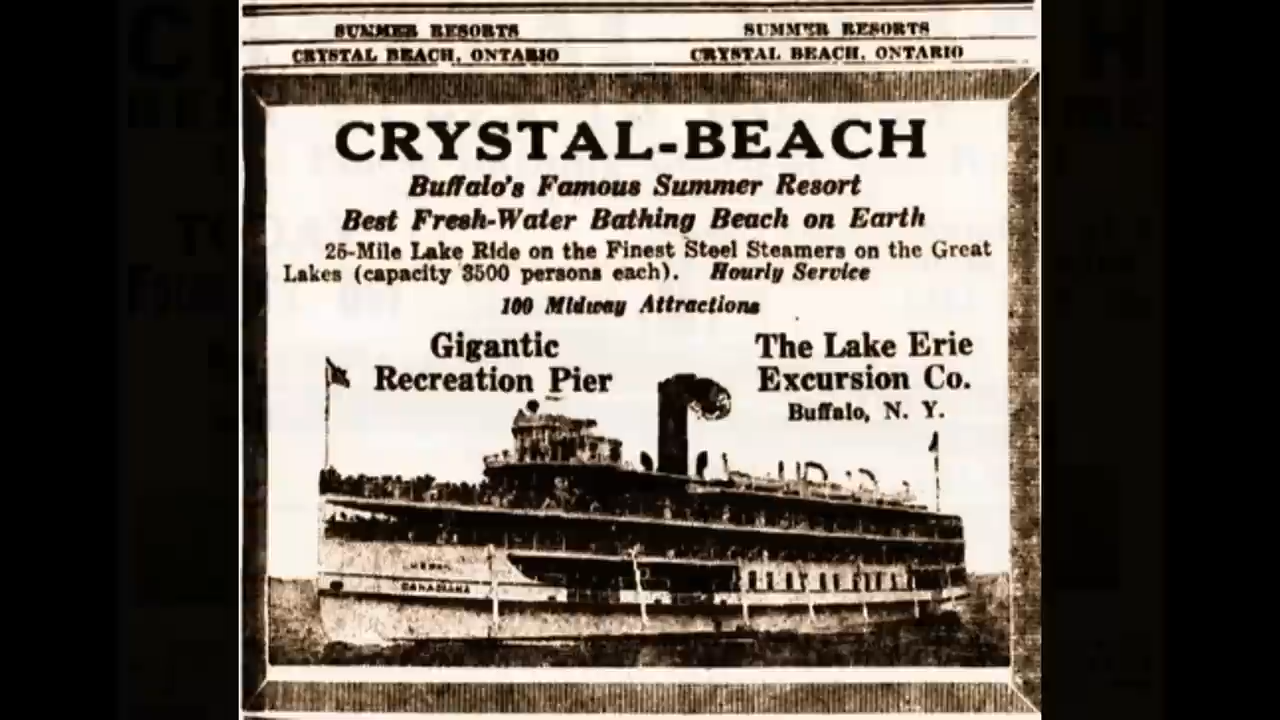 SUMMER RESORTS
SUMMER RESORTS
CRYSTAL BEACH, ONTARIO
CRYSTAL BEACH, ONTARIO
CRYSTAL-BEACH
Buffalo's Famous Summer Resort
Best Fresh-Water Bathing Beach on Earth
25-Mile Lake Ride on the Finest Steel Steamers on the Great
Lakes (capacity 3500 persons each). Hourly Service
100 Midway Attractions
Gigantic
Recreation Pier
The Lake Erie
Excursion Co.
Buffalo, N. Y.
CANADIANA